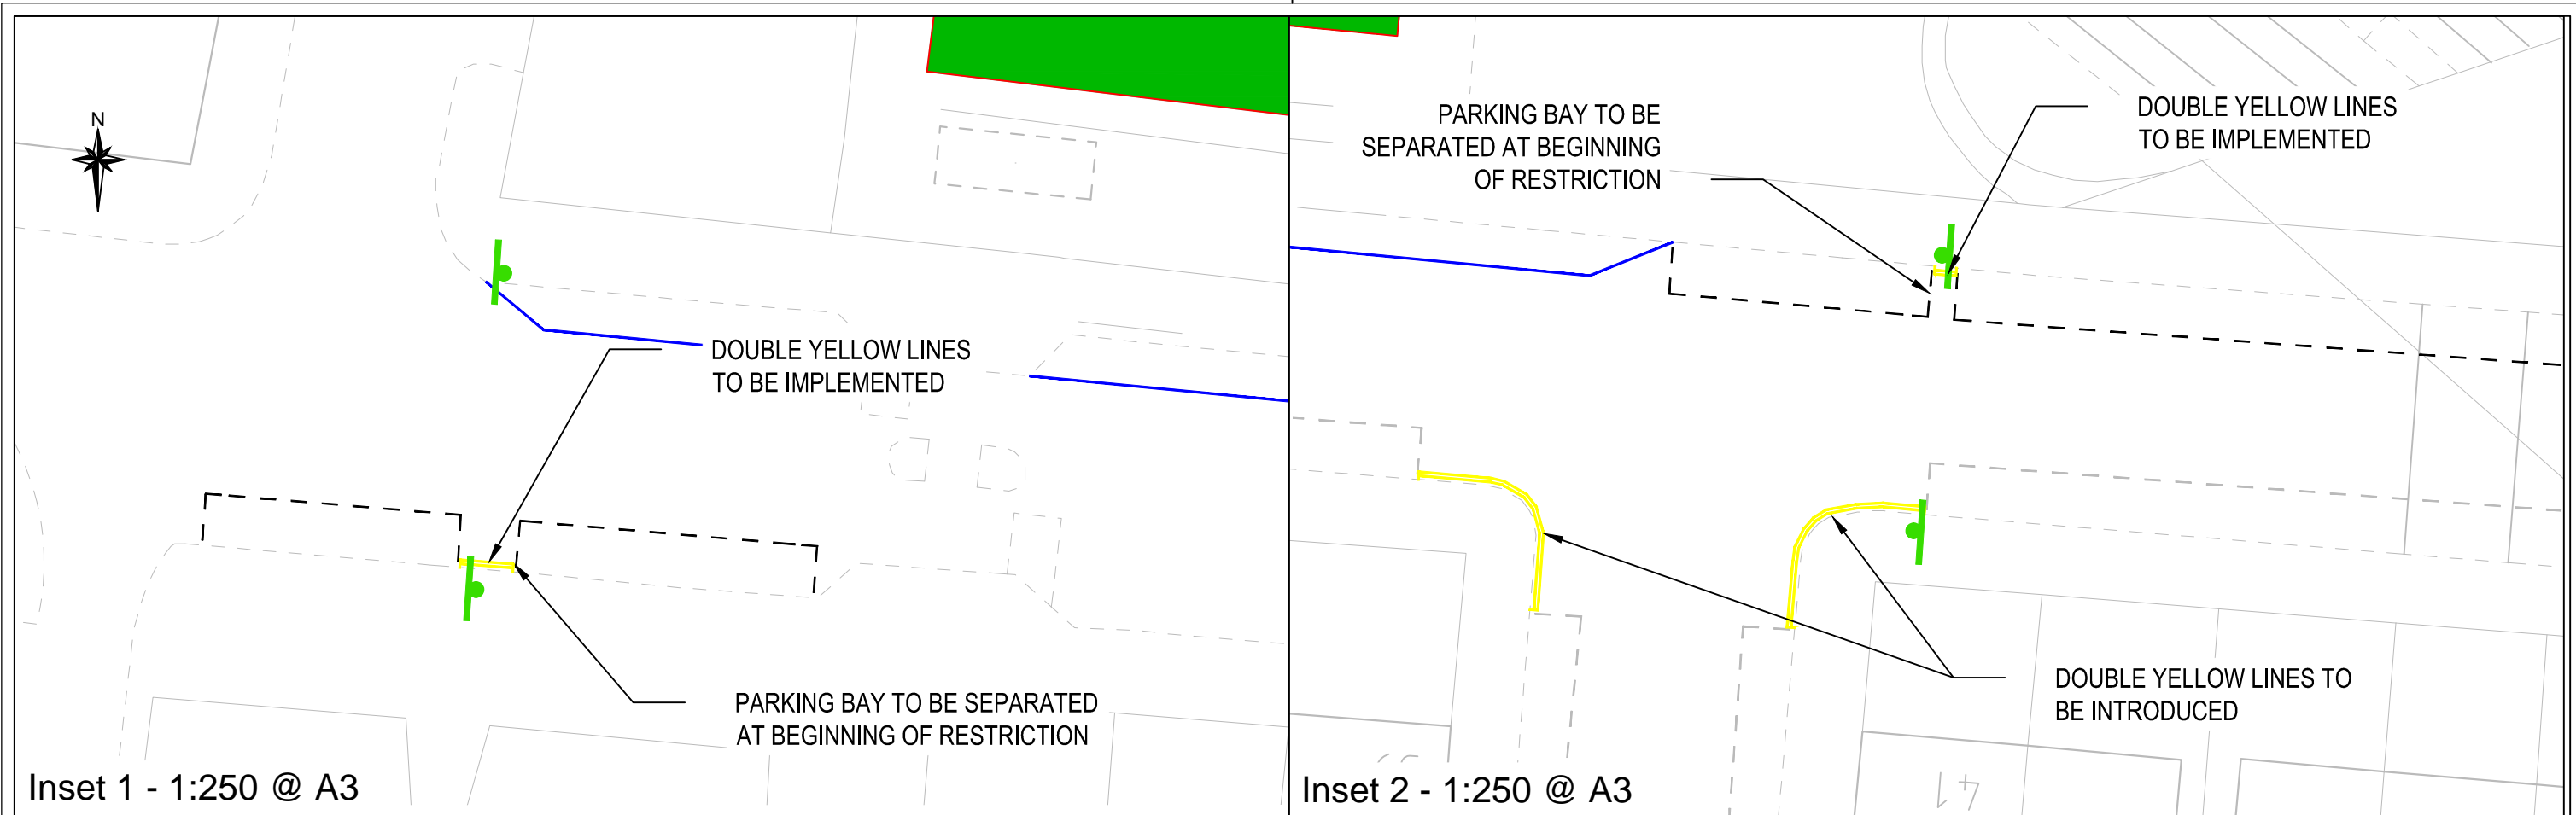 N
DOUBLE YELLOW LINES
TO BE IMPLEMENTED
PARKING BAY TO BE SEPARATED
AT BEGINNING OF RESTRICTION
Inset 1 - 1:250 @ A3
PARKING BAY TO BE
SEPARATED AT BEGINNING
OF RESTRICTION
DOUBLE YELLOW LINES
TO BE IMPLEMENTED
DOUBLE YELLOW LINES TO
BE INTRODUCED
41
Inset 2 - 1:250 @ A3